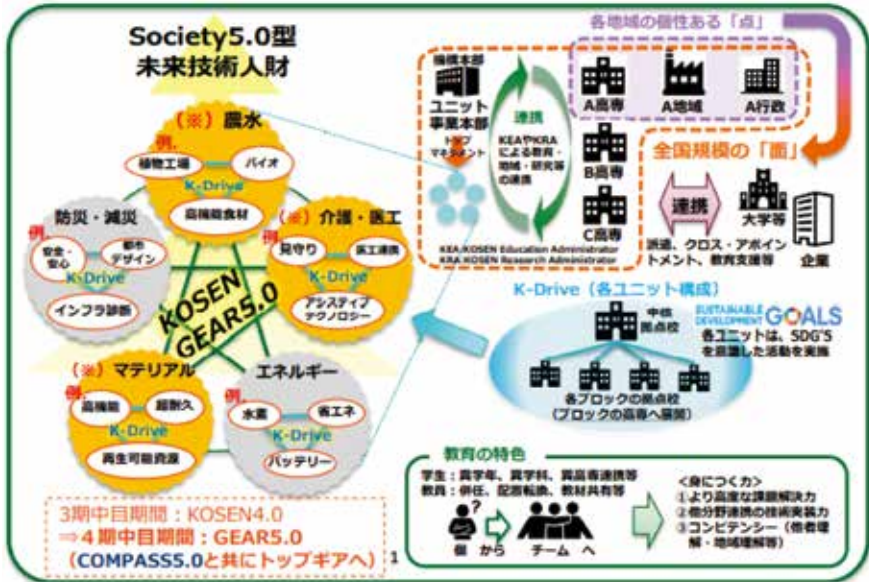 Society5.0型
未来技術人財
(※)農水
例.
植物工場
バイオ
K-Drive
高機能食材
防災・減災
例.
安全・
安心
都市
デザイン
K-Drive
インフラ診断
(※)介護・医工
例.
見守り
医工連携
K-Drive
アシスティブ
テクノロジー
KOSEN
GEAR5.0
(※)マテリアル
例.
高機能
超耐久
K-Drive
再生可能資源
エネルギー
例.
水素
省エネ
K-Drive
バッテリー
3期中目期間：KOSEN4.0
⇒４期中目期間：GEAR5.0
（COMPASS5.0と共にトップギアへ）
1
各地域の個性ある「点」
機構本部
ユニット
事業本部
トップ
マネジメント
連携
KEAやKRA
による教育・
地域・研究等
の連携
A高専
A地域
A行政
B高専
C高専
KEA:KOSEN Education Administrator
KRA:KOSEN Research Administrator
全国規模の「面」
連携
大学等
企業
派遣、クロス・アポイン
トメント、教育支援等
K-Drive（各ユニット構成）
中核
拠点校
各ブロックの拠点校
（ブロックの高専へ展開）
SUSTAINABLE
DEVELOPMENT
GOALS
各ユニットは、SDG'S
を意識した活動を実施
教育の特色
学生：異学年、異学科、異高専連携等
教員：併任、配置転換、教材共有等
?
個 から チーム へ
<身につく力>
①より高度な課題解決力
②他分野連携の技術実装力
③コンピテンシー（他者理
解・地域理解等）